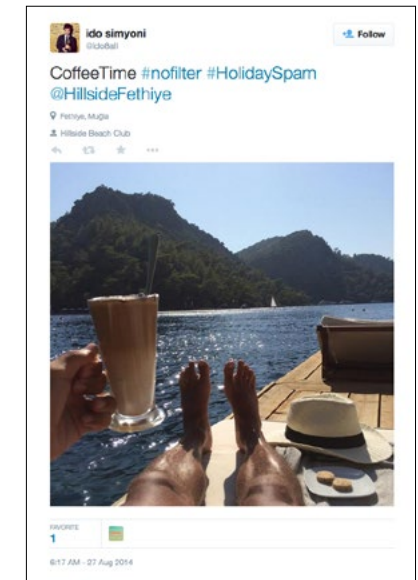 ido simyoni
Follow
CoffeeTime #nofilter #HolidaySpam
@HillsideFethiye
Fethiye, Muğla
Hillside Beach Club
FAVORITE
1
6:17 AM - 27 Aug 2014